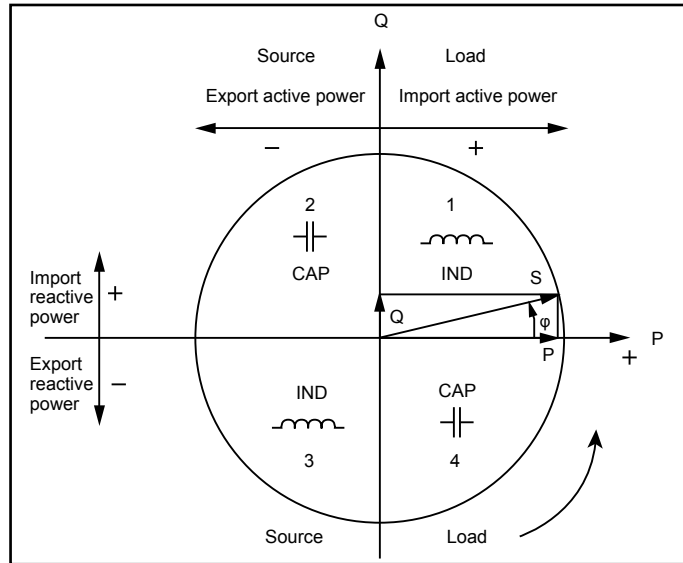 Q
Source
Load
Export active power
Import active power
−
+
2
1
CAP
IND
S
Import
reactive
power
+
Q
φ
P
P
+
Export
reactive
power
−
IND
CAP
3
4
Source
Load